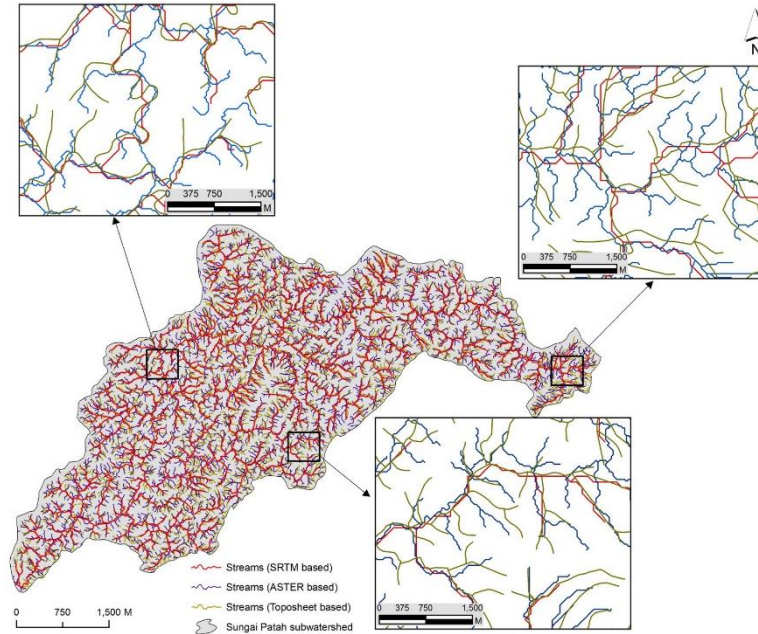 0 375 750 1,500
M
N
0 375 750 1,500
M
Streams (SRTM based)
Streams (ASTER based)
Streams (Toposheet based)
Sungai Patah subwatershed
0 750 1,500 M
0 375 750 1,500
M